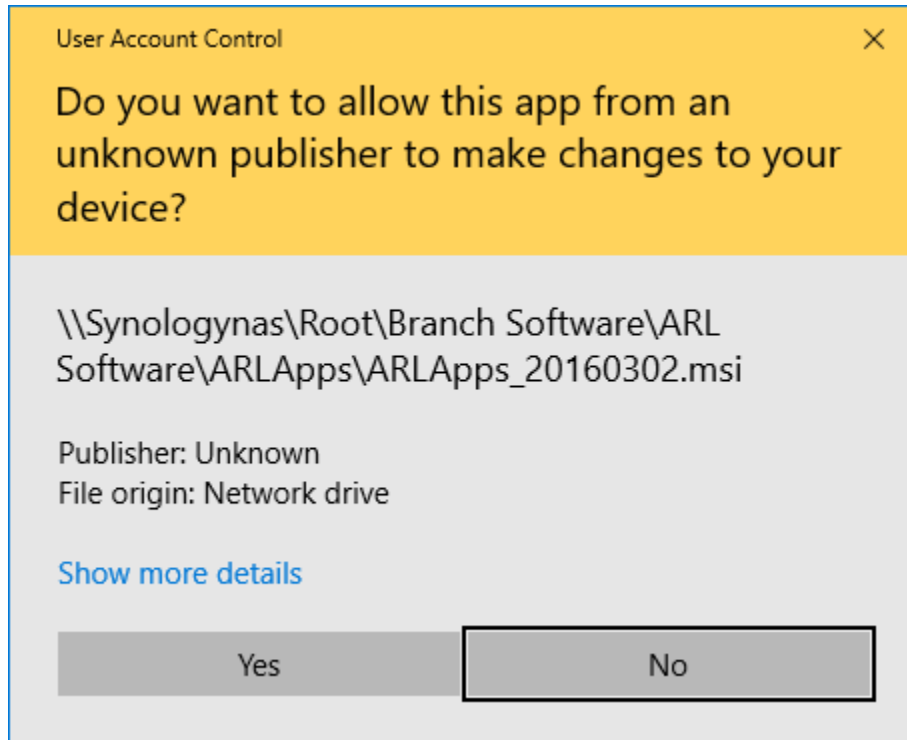 User Account Control
Do you want to allow this app from an
unknown publisher to make changes to your
device?
\\Synologynas\Root\Branch Software\ARL
Software\ARLApps\ARLApps_20160302.msi
Publisher: Unknown
File origin: Network drive
Show more details
Yes
No